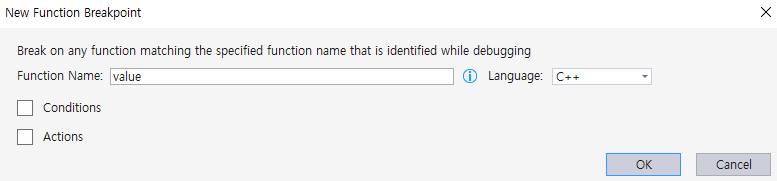 New Function Breakpoint
Break on any function matching the specified function name that is identified while debugging
Function Name: value Language: C++
Conditions
Actions
OK Cancel